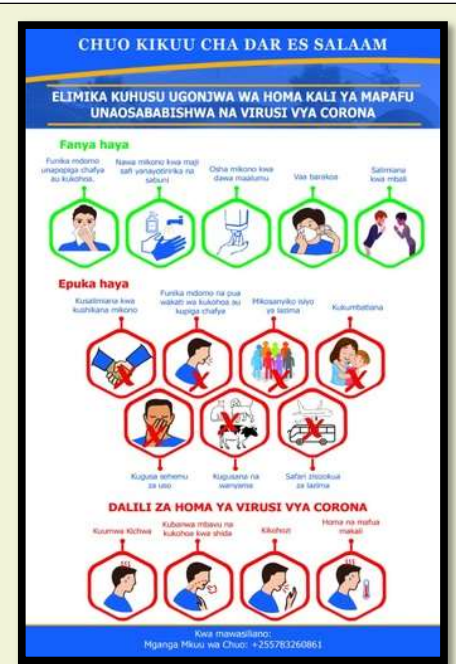 CHUO KIKUU CHA DAR ES SALAAM
ELIMIKA KUHUSU UGONJWA WA HOMA KALI YA MAPAFU
UNAOSABABISHWA NA VIRUSI VYA CORONA
Fanya haya
Funika mdomo
unapopiga chafya
au kukohoa.
Nawa mikono kwa maji
safi yanayotiririka na
sabuni
Osha mikono kwa
dawa maalumu
Vaa barakoa
Salimiana
kwa mbali
Epuka haya
Kusalimiana kwa
kushikana mikono
Funika mdomo na pua
wakati wa kukohoa au
kupiga chafya
Mikosanyiko isiyo
ya lazima
Kukumbatiana
Kugusa sehemu
za uso
Kugusana na
wanyama
Safari zisizokua
za lazima
DALILI ZA HOMA YA VIRUSI VYA CORONA
Kuumwa Kichwa
Kubanwa mbavu na
kukohoa kwa shida
Kikohozi
Homa na mafua
makali
Kwa mawasiliano:
Mganga Mkuu wa Chuo: +255783260861